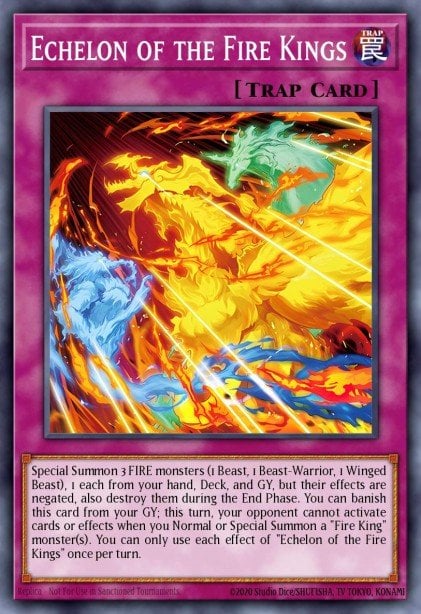 ECHELON OF THE FIRE KINGS
TRAP
罠
[TRAP CARD]
Special Summon 3 FIRE monsters (1 Beast, 1 Beast-Warrior, 1 Winged
Beast), 1 each from your hand, Deck, and GY, but their effects are
negated, also destroy them during the End Phase. You can banish
this card from your GY; this turn, your opponent cannot activate
cards or effects when you Normal or Special Summon a "Fire King"
monster(s). You can only use each effect of "Echelon of the Fire
Kings" once per turn.
Replica - Not For Use in Sanctioned Tournaments
©2020 Studio Dice/SHUEISHA, TV TOKYO, KONAMI